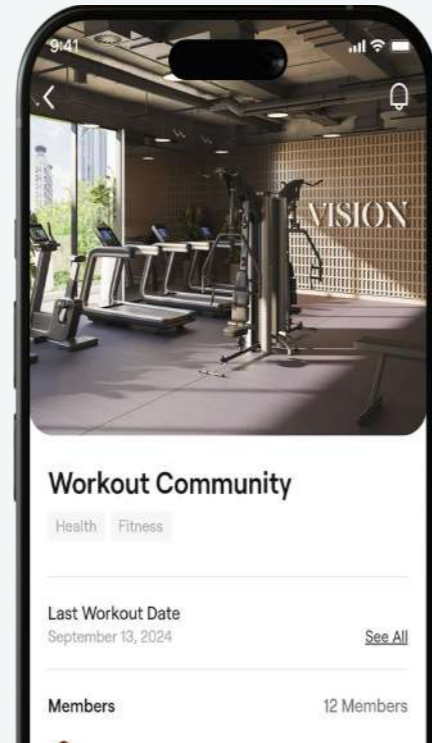 9:41
VISION
Workout Community
Health Fitness
Last Workout Date
September 13, 2024 See All
Members 12 Members